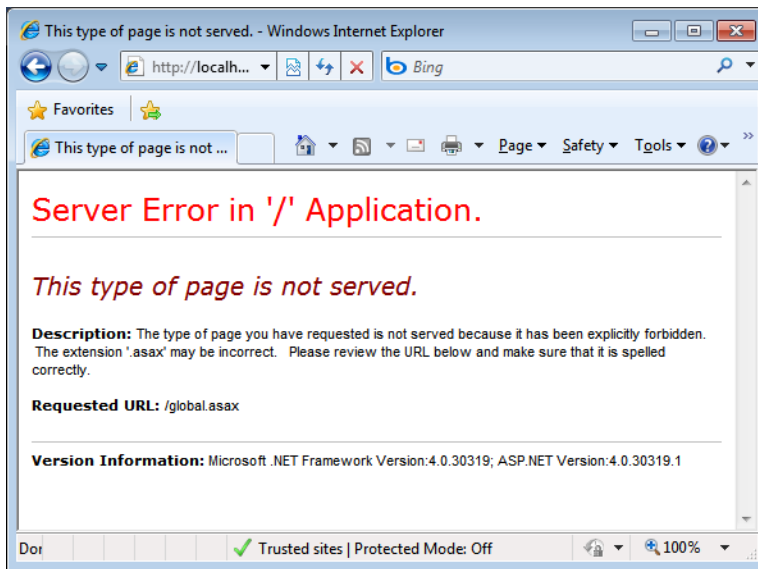 This type of page is not served. - Windows Internet Explorer
http://localh...
Bing
Favorites
This type of page is not ...
Page
Safety
Tools
Server Error in '/' Application.
This type of page is not served.
Description: The type of page you have requested is not served because it has been explicitly forbidden.
The extension '.asax' may be incorrect. Please review the URL below and make sure that it is spelled
correctly.
Requested URL: /global.asax
Version Information: Microsoft .NET Framework Version:4.0.30319; ASP.NET Version:4.0.30319.1
Trusted sites | Protected Mode: Off
100%